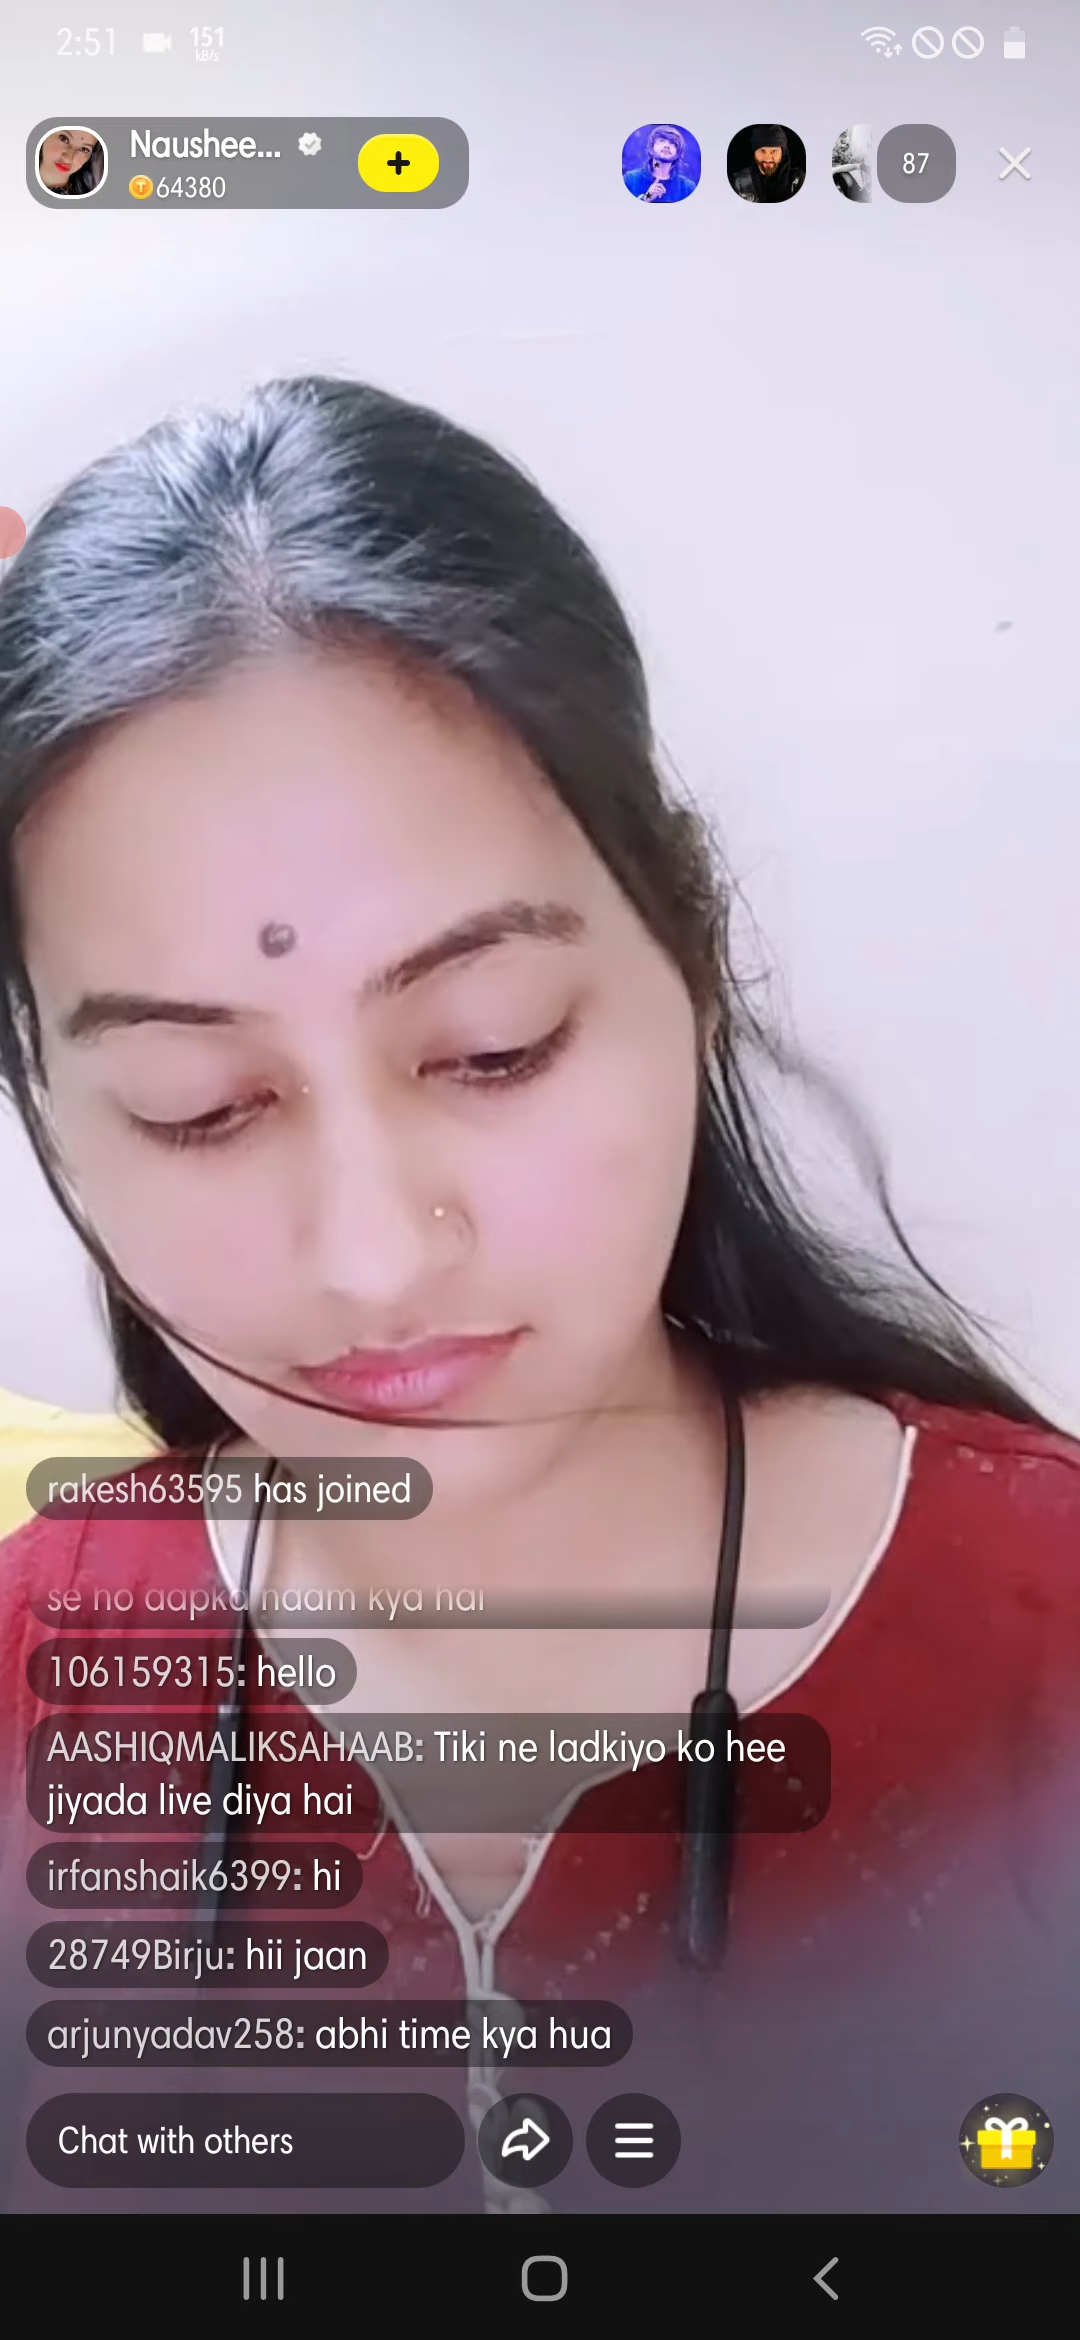 2:51
151
kB/s
Naushee...
64380
87
rakesh63595 has joined
se ho aapka naam kya hai
106159315: hello
AASHIQMALIKSAHAAB: Tiki ne ladkiyo ko hee
jiyada live diya hai
irfanshaik6399: hi
28749Birju: hii jaan
arjunyadav258: abhi time kya hua
Chat with others